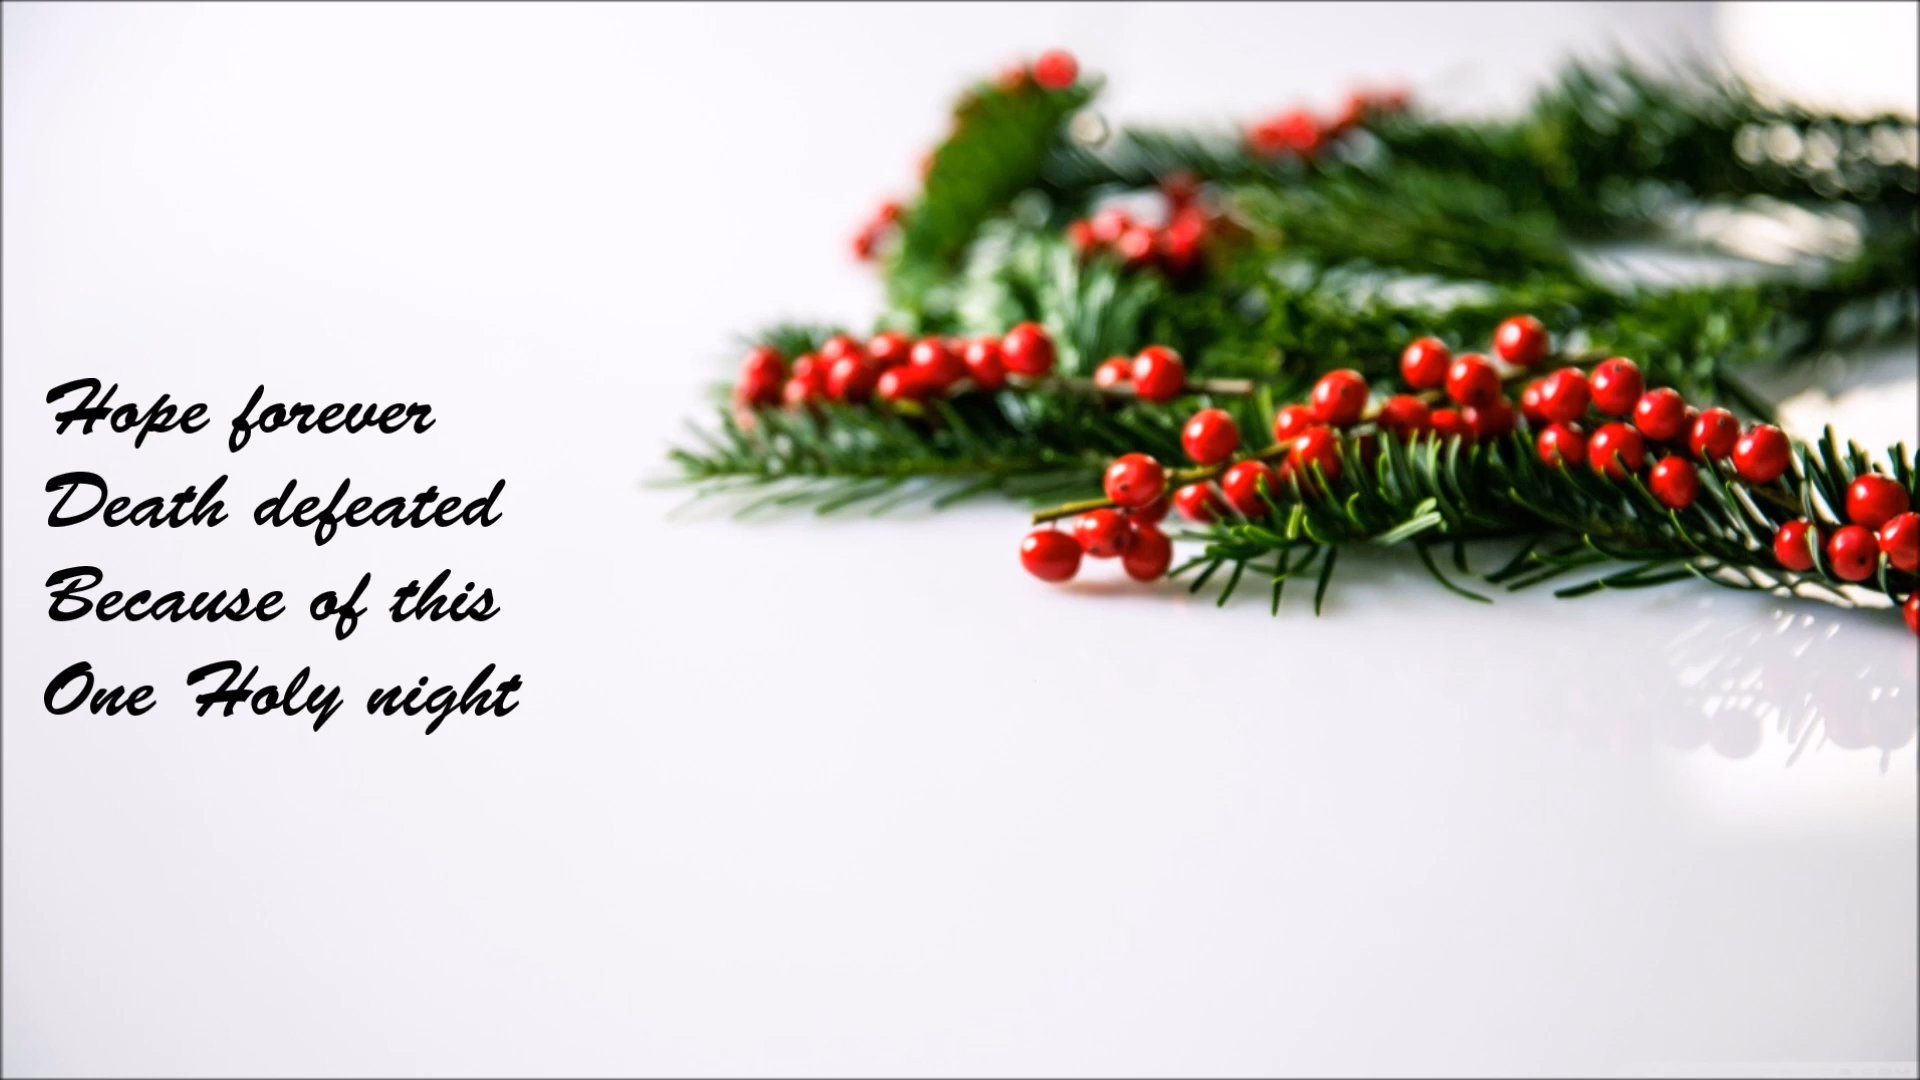 Hope forever
Death defeated
Because of this
One Holy night